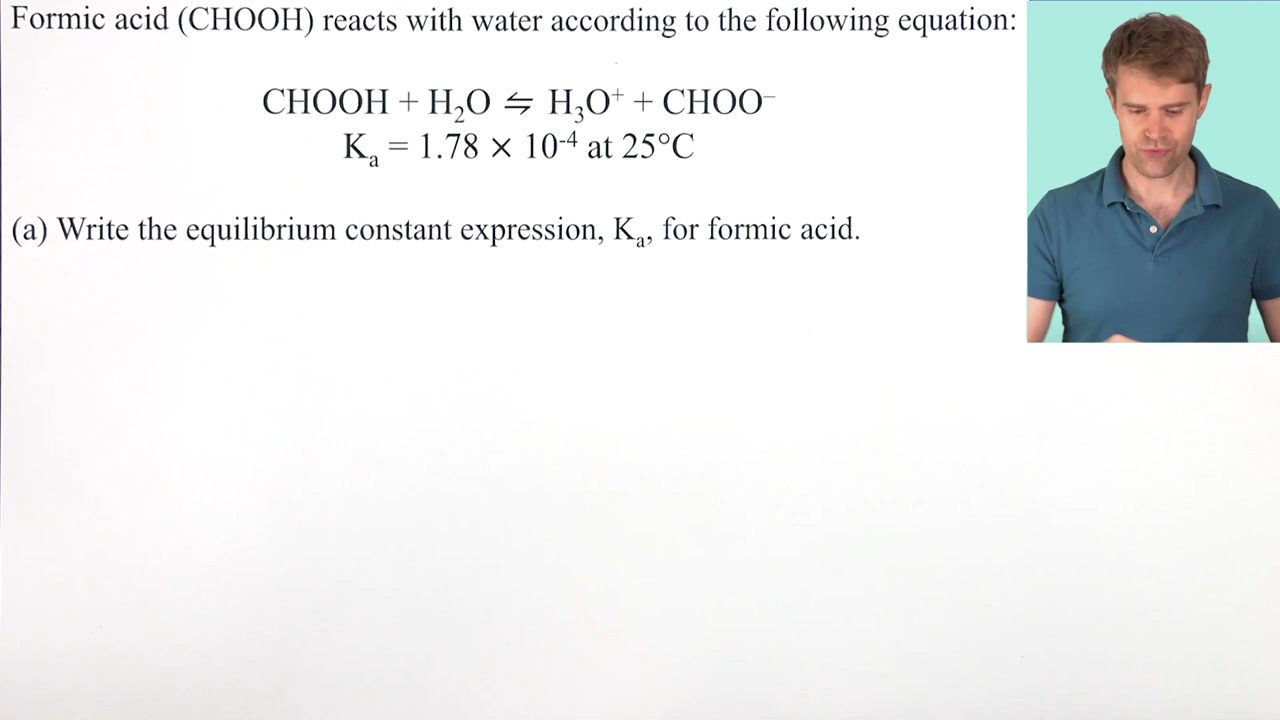 Formic acid (CHOOH) reacts with water according to the following equation:
CHOOH + H₂O ⇋ H₃O⁺ + CHOO⁻
Kₐ = 1.78 × 10⁻⁴ at 25°C
(a) Write the equilibrium constant expression, Kₐ, for formic acid.